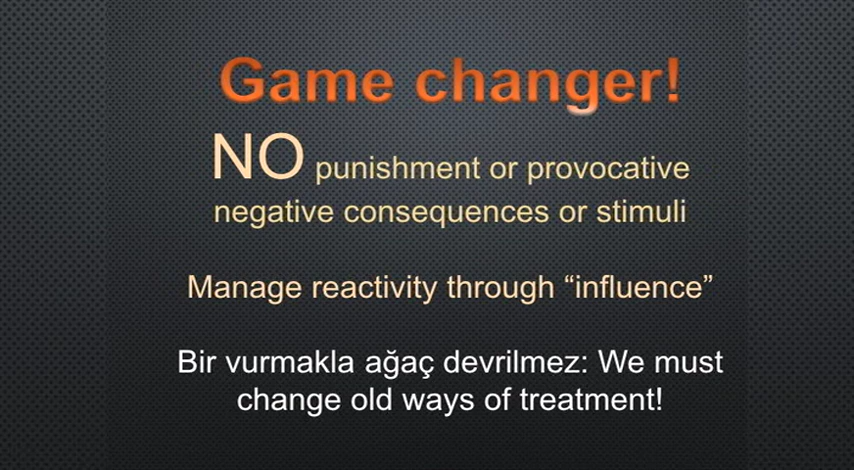 Game changer!
NO punishment or provocative
negative consequences or stimuli
Manage reactivity through “influence”
Bir vurmakla ağaç devrilmez: We must
change old ways of treatment!